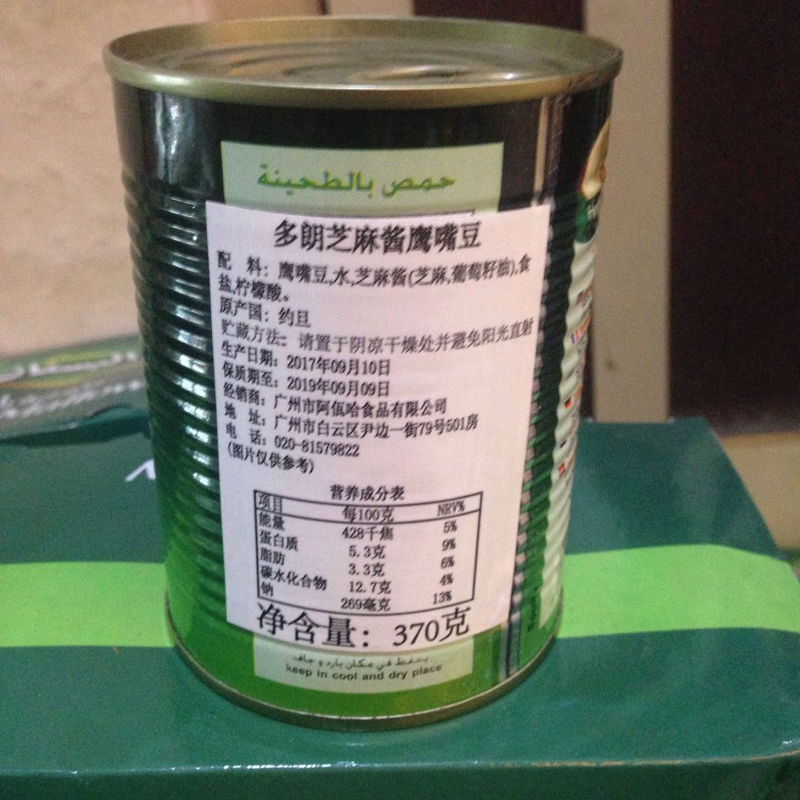 حمص بالطحينة
多朗芝麻酱鹰嘴豆
配 料: 鹰嘴豆,水,芝麻酱(芝麻,葡萄籽油),食
盐,柠檬酸。
原产国: 约旦
贮藏方法: 请置于阴凉干燥处并避免阳光直射
生产日期: 2017年09月10日
保质期至: 2019年09月09日
经销商: 广州市阿佤哈食品有限公司
地 址: 广州市白云区尹边一街79号501房
电 话: 020-81579822
(图片仅供参考)
营养成分表
项目 每100克 NRV%
能量 428千焦 5%
蛋白质 5.3克 9%
脂肪 3.3克 6%
碳水化合物 12.7克 4%
钠 269毫克 13%
净含量: 370克
يحفظ في مكان بارد و جاف
keep in cool and dry place